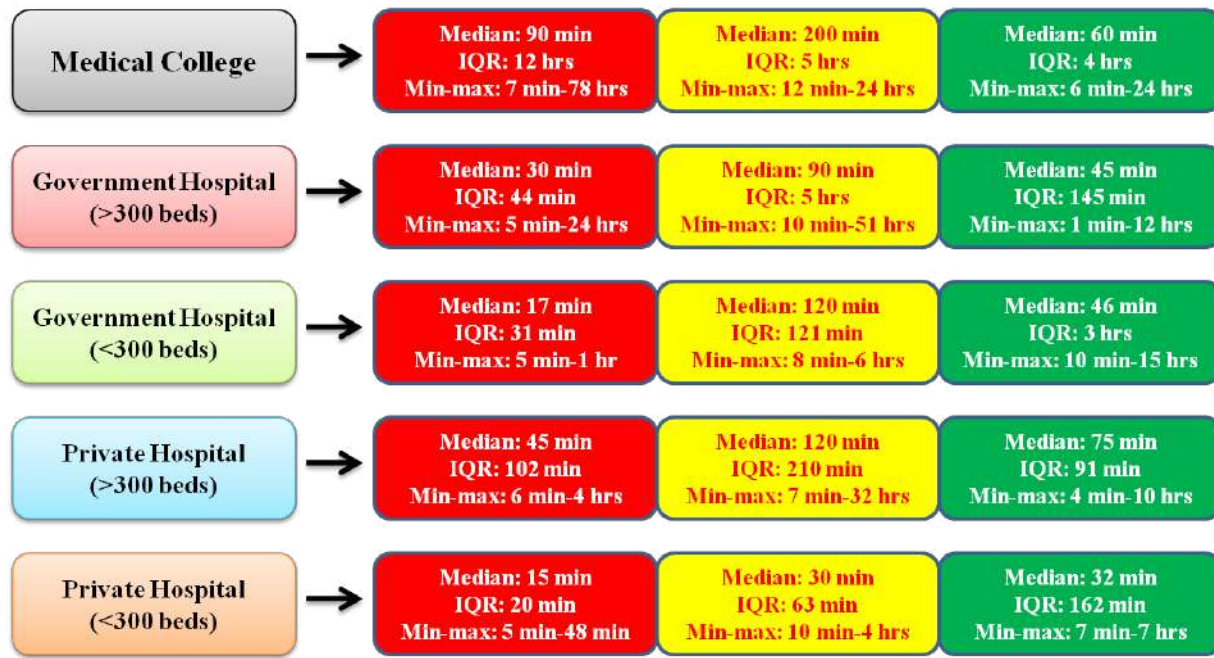 Medical College
Median: 90 min
IQR: 12 hrs
Min-max: 7 min-78 hrs
Median: 200 min
IQR: 5 hrs
Min-max: 12 min-24 hrs
Median: 60 min
IQR: 4 hrs
Min-max: 6 min-24 hrs
Government Hospital
(>300 beds)
Median: 30 min
IQR: 44 min
Min-max: 5 min-24 hrs
Median: 90 min
IQR: 5 hrs
Min-max: 10 min-51 hrs
Median: 45 min
IQR: 145 min
Min-max: 1 min-12 hrs
Government Hospital
(<300 beds)
Median: 17 min
IQR: 31 min
Min-max: 5 min-1 hr
Median: 120 min
IQR: 121 min
Min-max: 8 min-6 hrs
Median: 46 min
IQR: 3 hrs
Min-max: 10 min-15 hrs
Private Hospital
(>300 beds)
Median: 45 min
IQR: 102 min
Min-max: 6 min-4 hrs
Median: 120 min
IQR: 210 min
Min-max: 7 min-32 hrs
Median: 75 min
IQR: 91 min
Min-max: 4 min-10 hrs
Private Hospital
(<300 beds)
Median: 15 min
IQR: 20 min
Min-max: 5 min-48 min
Median: 30 min
IQR: 63 min
Min-max: 10 min-4 hrs
Median: 32 min
IQR: 162 min
Min-max: 7 min-7 hrs